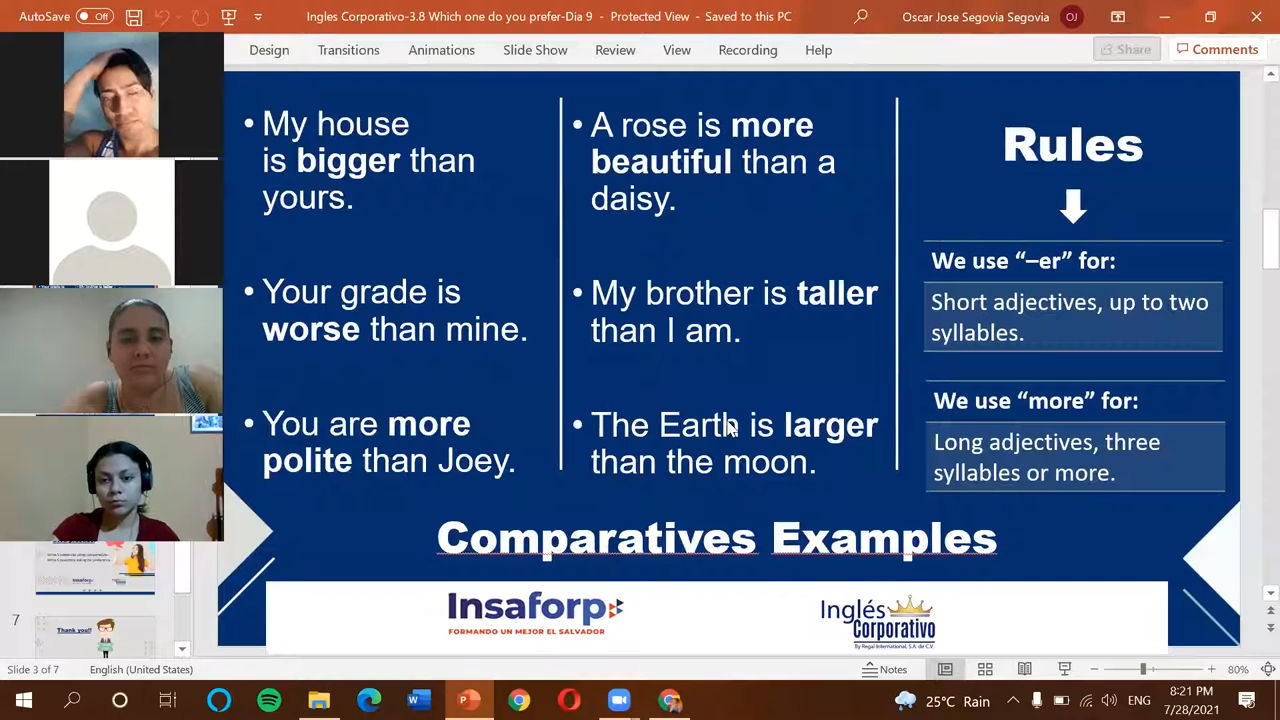 AutoSave Off
Ingles Corporativo-3.8 Which one do you prefer-Dia 9 - Protected View - Saved to this PC
Oscar Jose Segovia Segovia OJ
Design Transitions Animations Slide Show Review View Recording Help Share Comments
• My house
is bigger than
yours.
• Your grade is
worse than mine.
• You are more
polite than Joey.
• A rose is more
beautiful than a
daisy.
• My brother is taller
than I am.
• The Earth is larger
than the moon.
Rules
We use “–er” for:
Short adjectives, up to two
syllables.
We use “more” for:
Long adjectives, three
syllables or more.
Comparatives Examples
Insaforp
FORMANDO UN MEJOR EL SALVADOR
Inglés
Corporativo
By Regal International, S.A. de C.V.
7
Thank you!!
Slide 3 of 7 English (United States) Notes 80%
25°C Rain ENG
8:21 PM
7/28/2021